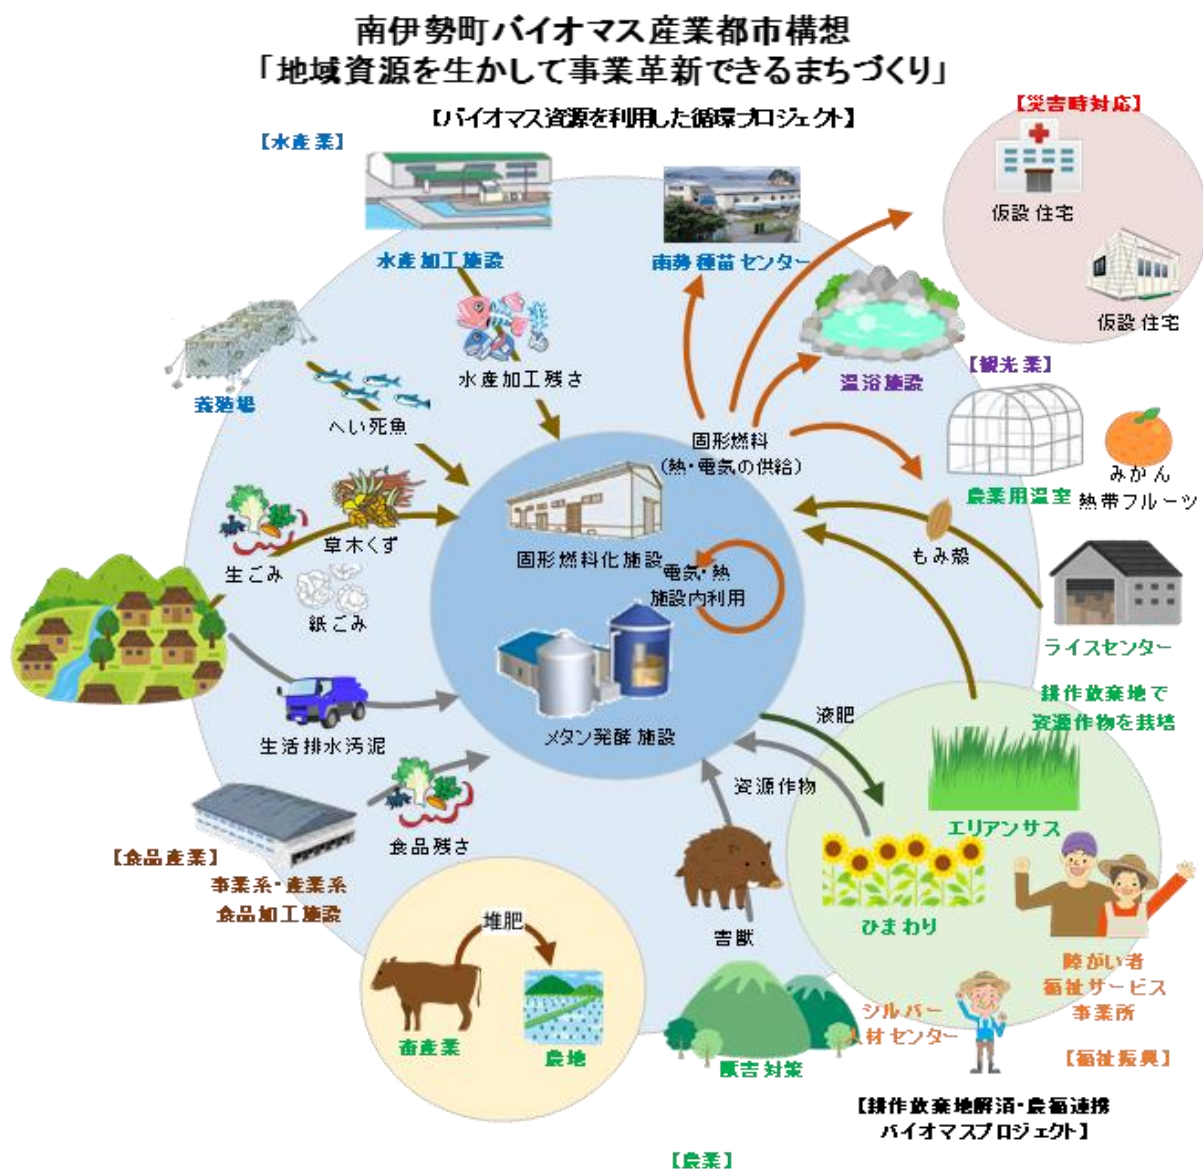 南伊勢町バイオマス産業都市構想
「地域資源を生かして事業革新できるまちづくり」
【バイオマス資源を利用した循環プロジェクト】
【災害時対応】
【水産業】
仮設住宅
水産加工施設
南勢種苗センター
仮設住宅
温浴施設
【観光業】
水産加工残さ
養殖場
へい死魚
固形燃料
(熱・電気の供給)
みかん
熱帯フルーツ
農業用温室
草木くず
生ごみ
固形燃料化施設
もみ殻
電気・熱
施設内利用
紙ごみ
ライスセンター
耕作放棄地で
資源作物を栽培
液肥
生活排水汚泥
メタン発酵施設
資源作物
エリアンサス
食品残さ
【食品産業】
事業系・産業系
食品加工施設
ひまわり
害獣
堆肥
障がい者
福祉サービス
事業所
シルバー
人材センター
畜産業
農地
獣害対策
【福祉振興】
【耕作放棄地解消・農福連携
バイオマスプロジェクト】
【農業】